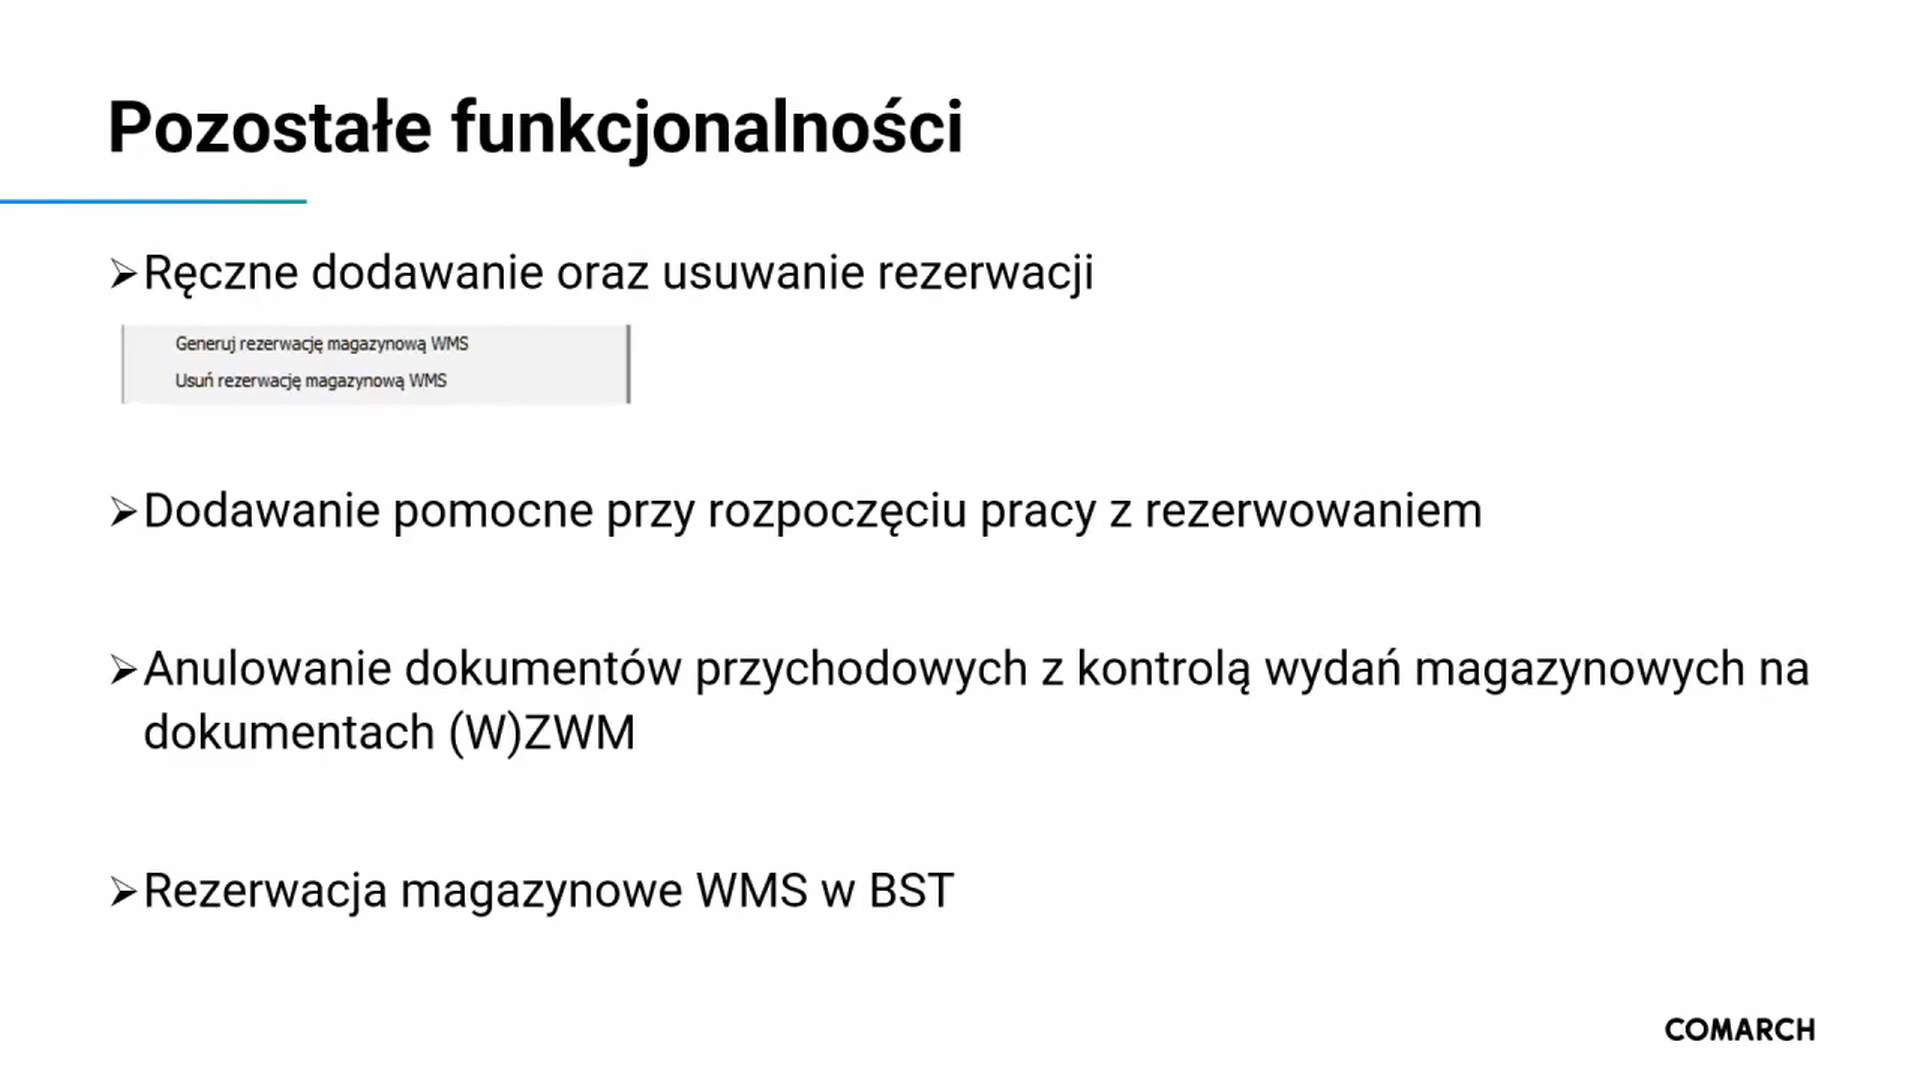 Pozostałe funkcjonalności
➢Ręczne dodawanie oraz usuwanie rezerwacji
Generuj rezerwację magazynową WMS
Usuń rezerwację magazynową WMS
➢Dodawanie pomocne przy rozpoczęciu pracy z rezerwowaniem
➢Anulowanie dokumentów przychodowych z kontrolą wydań magazynowych na
dokumentach (W)ZWM
➢Rezerwacja magazynowe WMS w BST
COMARCH